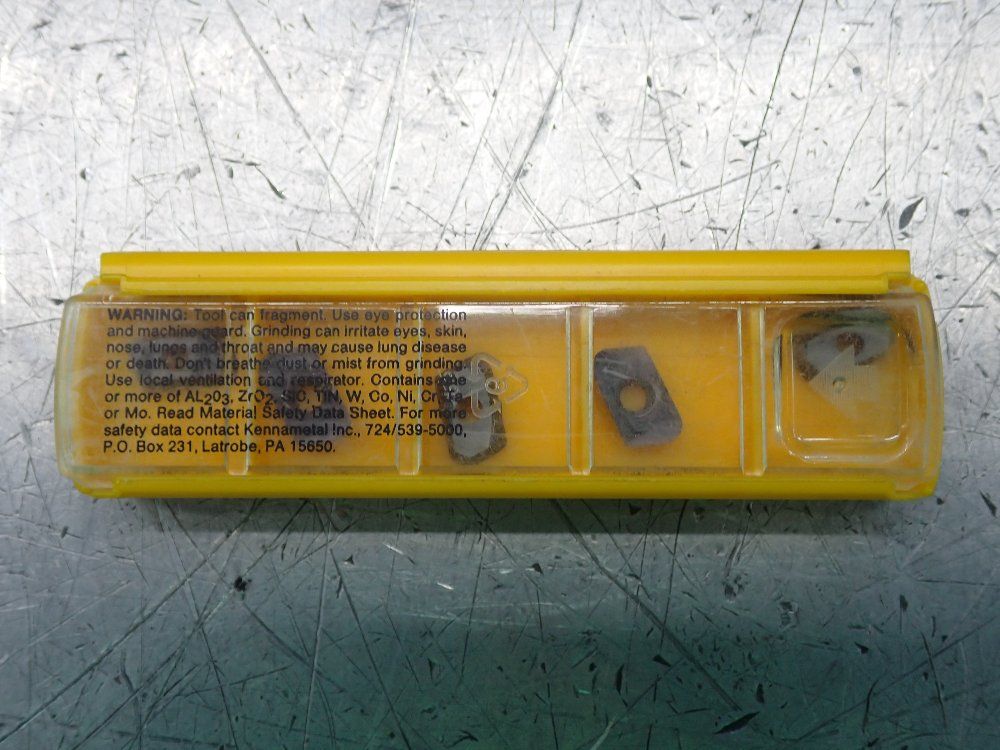 WARNING: Tool can fragment. Use eye protection
and machine guard. Grinding can irritate eyes, skin,
nose, lungs and throat and may cause lung disease
or death. Don't breathe dust or mist from grinding.
Use local ventilation and respirator. Contains one
or more of AL2O3, ZrO2, SiC, TiN, W, Co, Ni, Cr, Ta
or Mo. Read Material Safety Data Sheet. For more
safety data contact Kennametal Inc., 724/539-5000,
P.O. Box 231, Latrobe, PA 15650.